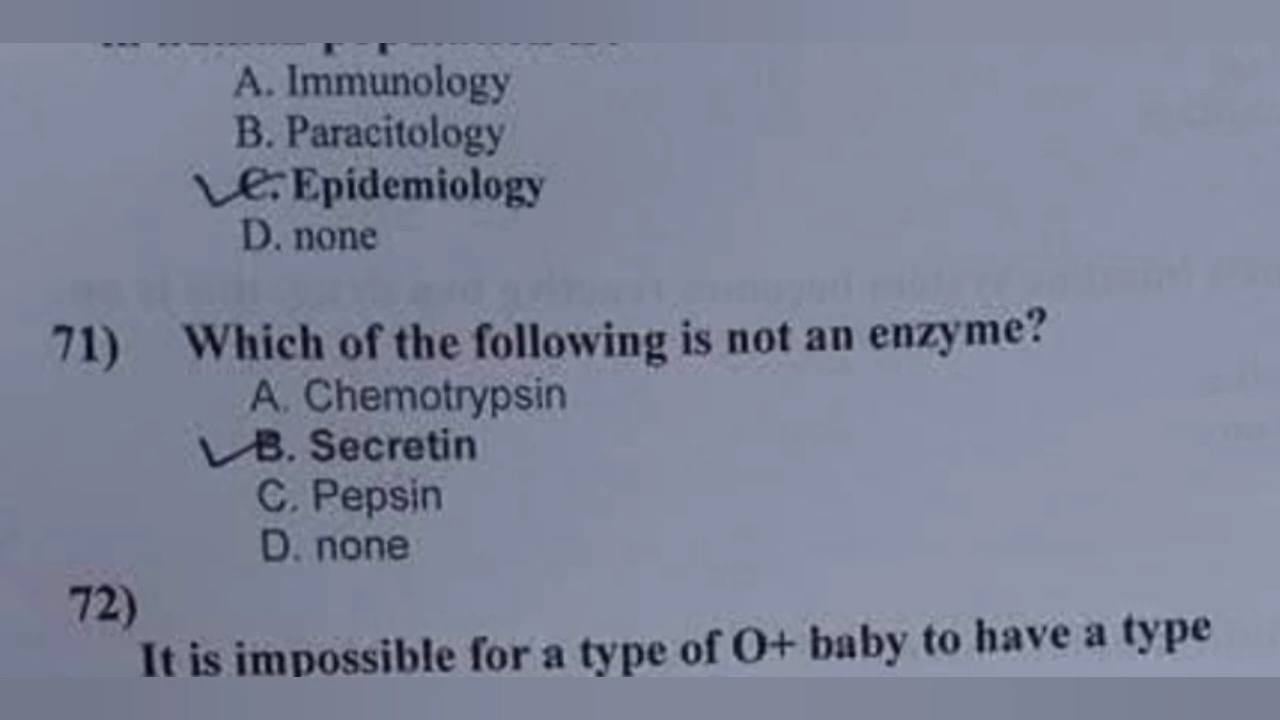 A. Immunology
B. Paracitology
C. Epidemiology
D. none
71) Which of the following is not an enzyme?
A. Chemotrypsin
B. Secretin
C. Pepsin
D. none
72)
It is impossible for a type of O+ baby to have a type